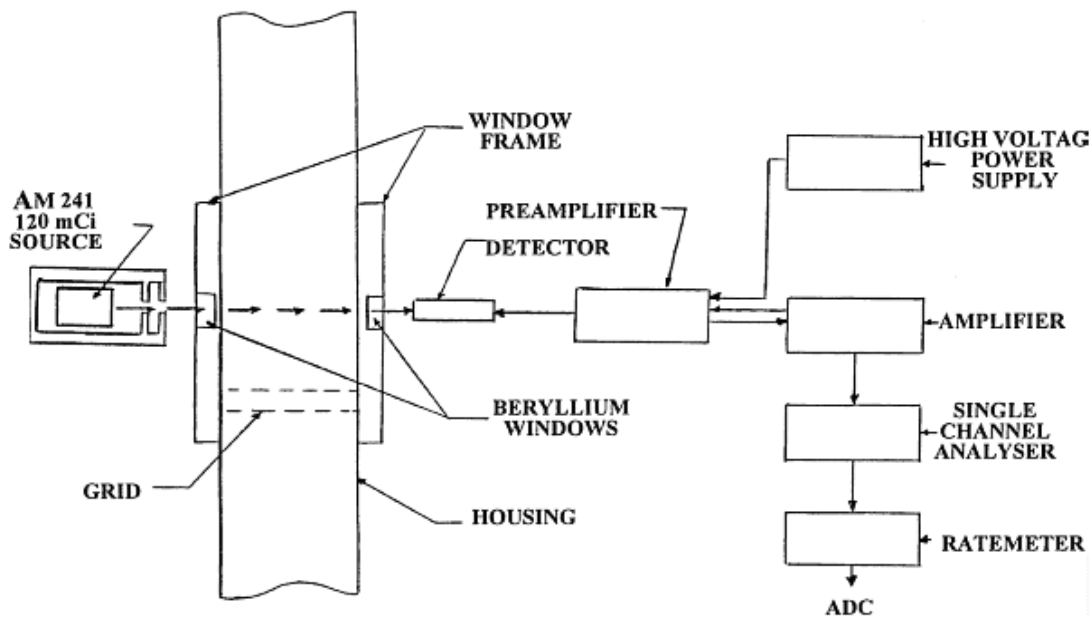 WINDOW
FRAME
HIGH VOLTAG
POWER
SUPPLY
AM 241
120 mCi
SOURCE
PREAMPLIFIER
DETECTOR
AMPLIFIER
BERYLLIUM
WINDOWS
SINGLE
CHANNEL
ANALYSER
GRID
HOUSING
RATEMETER
ADC